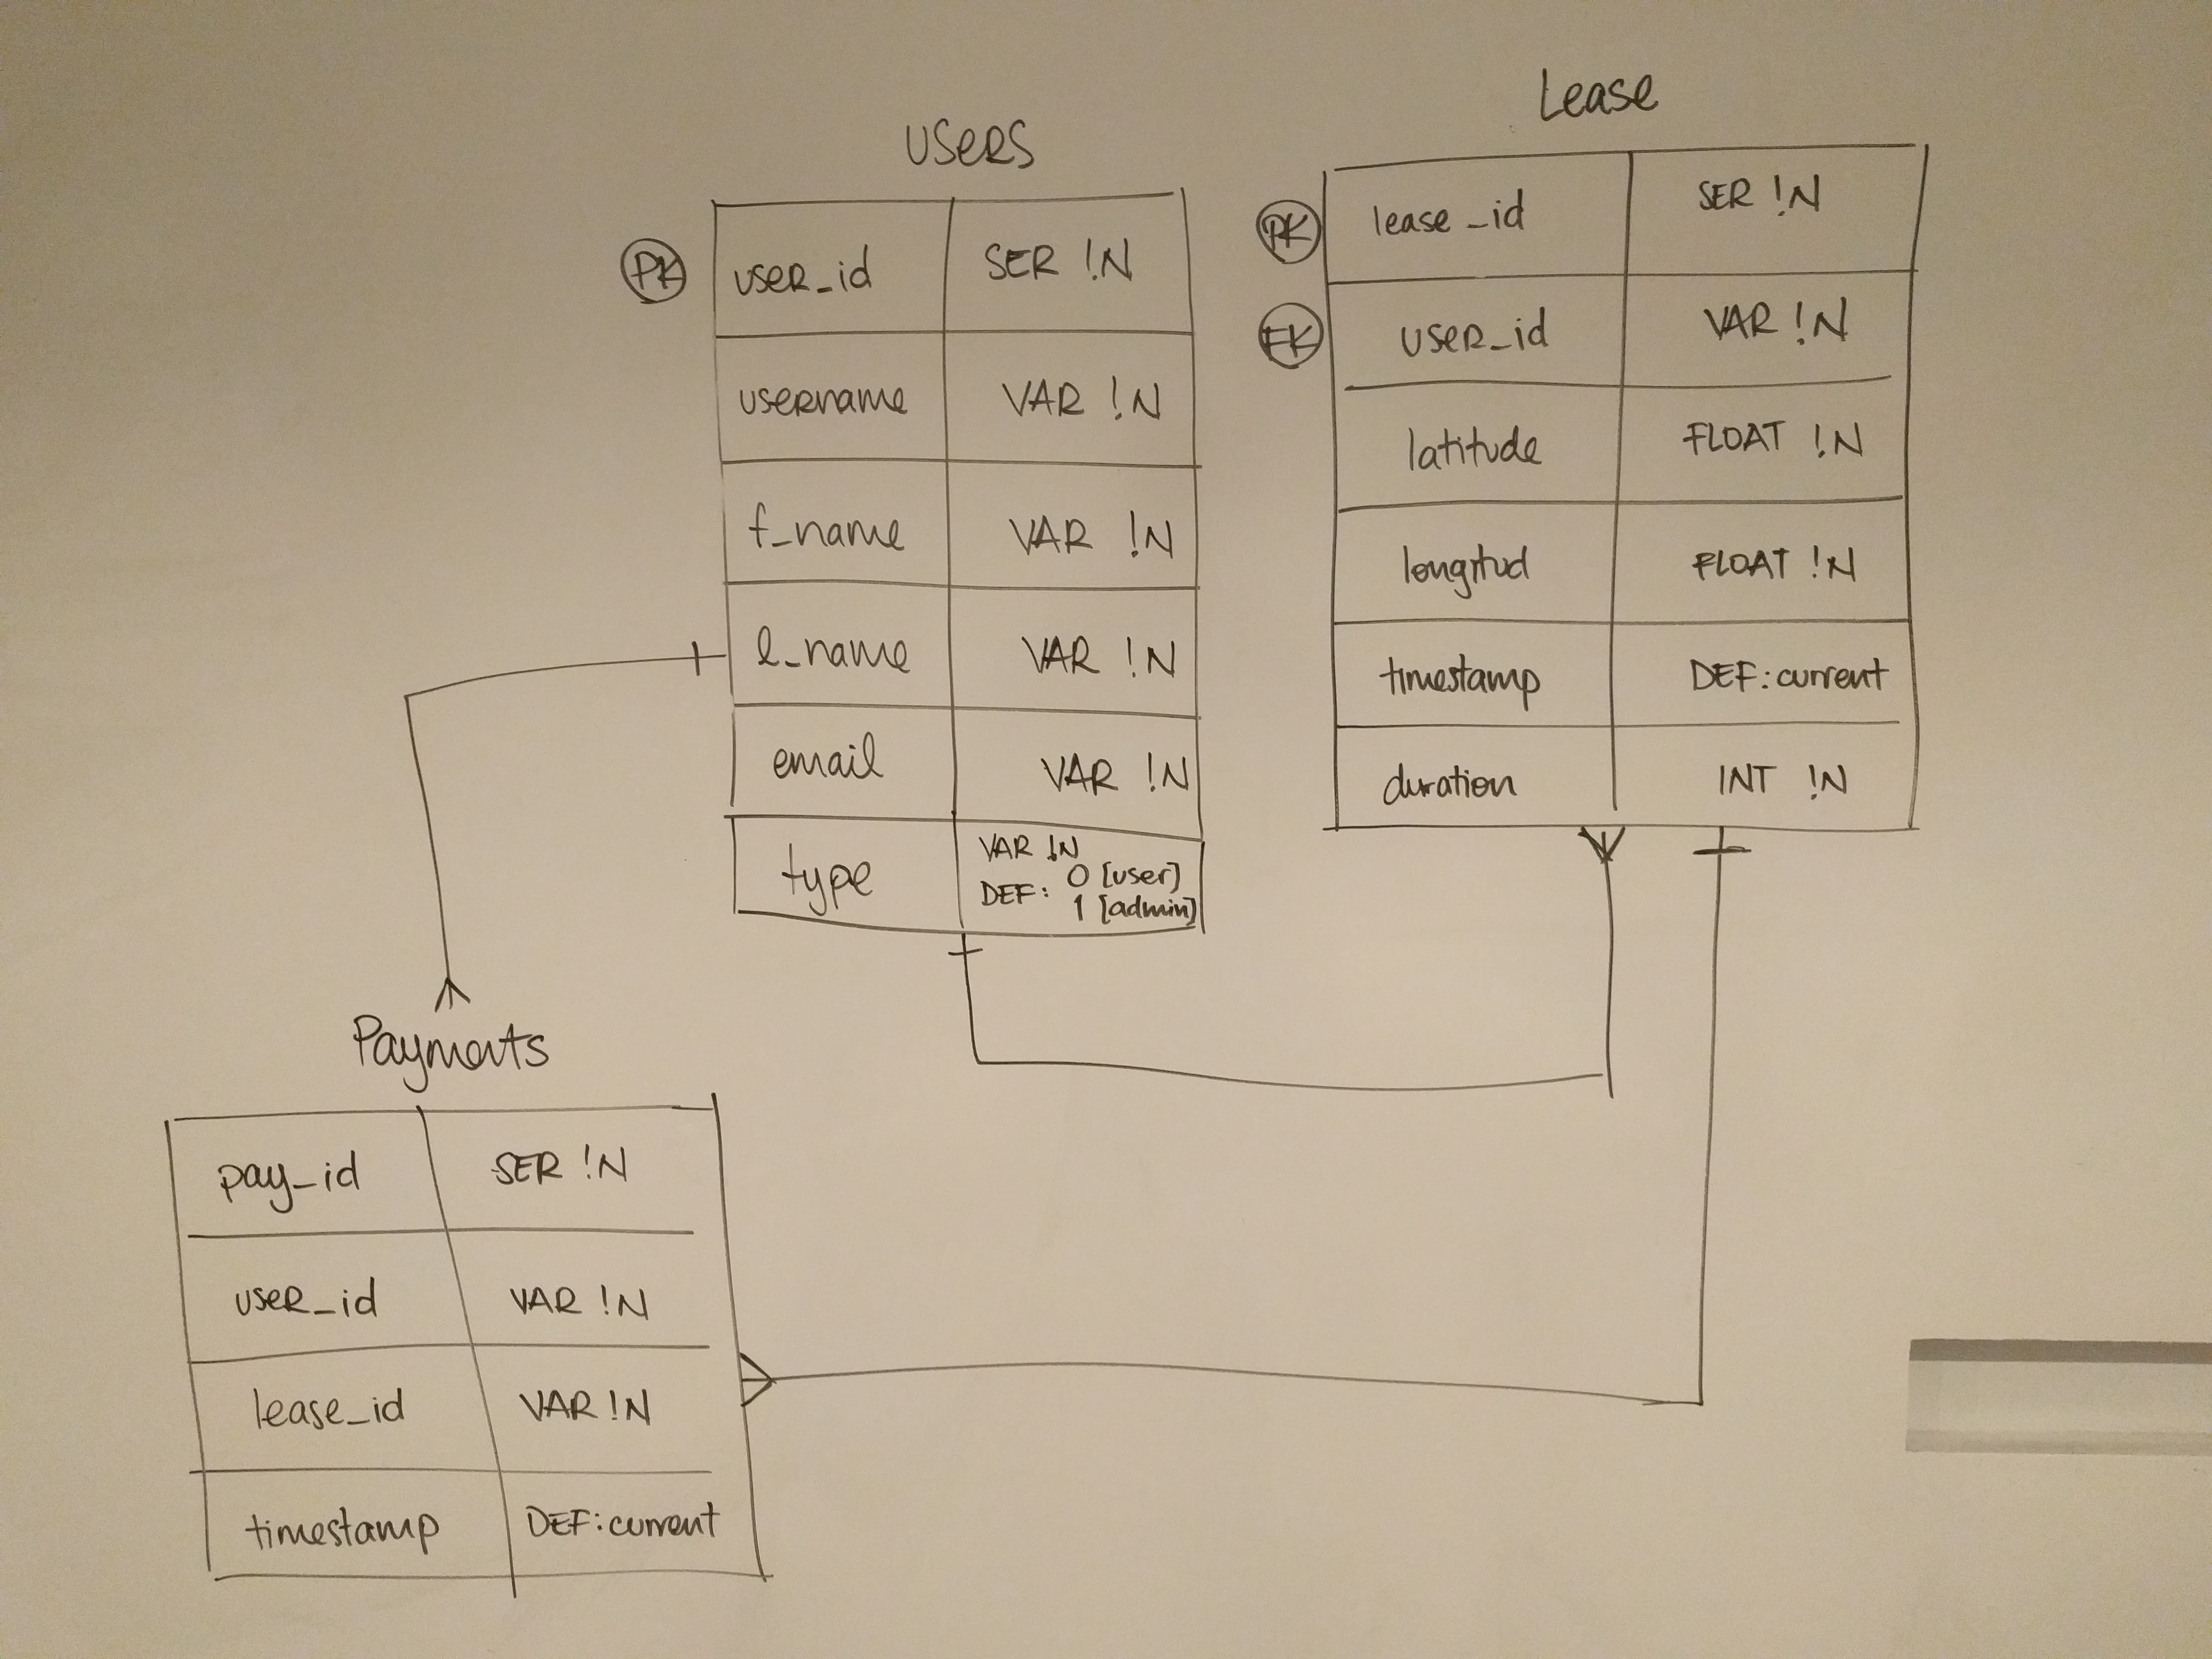 USERS
PK user_id SER !N
username VAR !N
f_name VAR !N
l_name VAR !N
email VAR !N
type VAR !N
DEF: 0 [user]
1 [admin]
Lease
PK lease_id SER !N
FK user_id VAR !N
latitude FLOAT !N
longitud FLOAT !N
timestamp DEF:current
duration INT !N
Payments
pay_id SER !N
user_id VAR !N
lease_id VAR !N
timestamp DEF:current